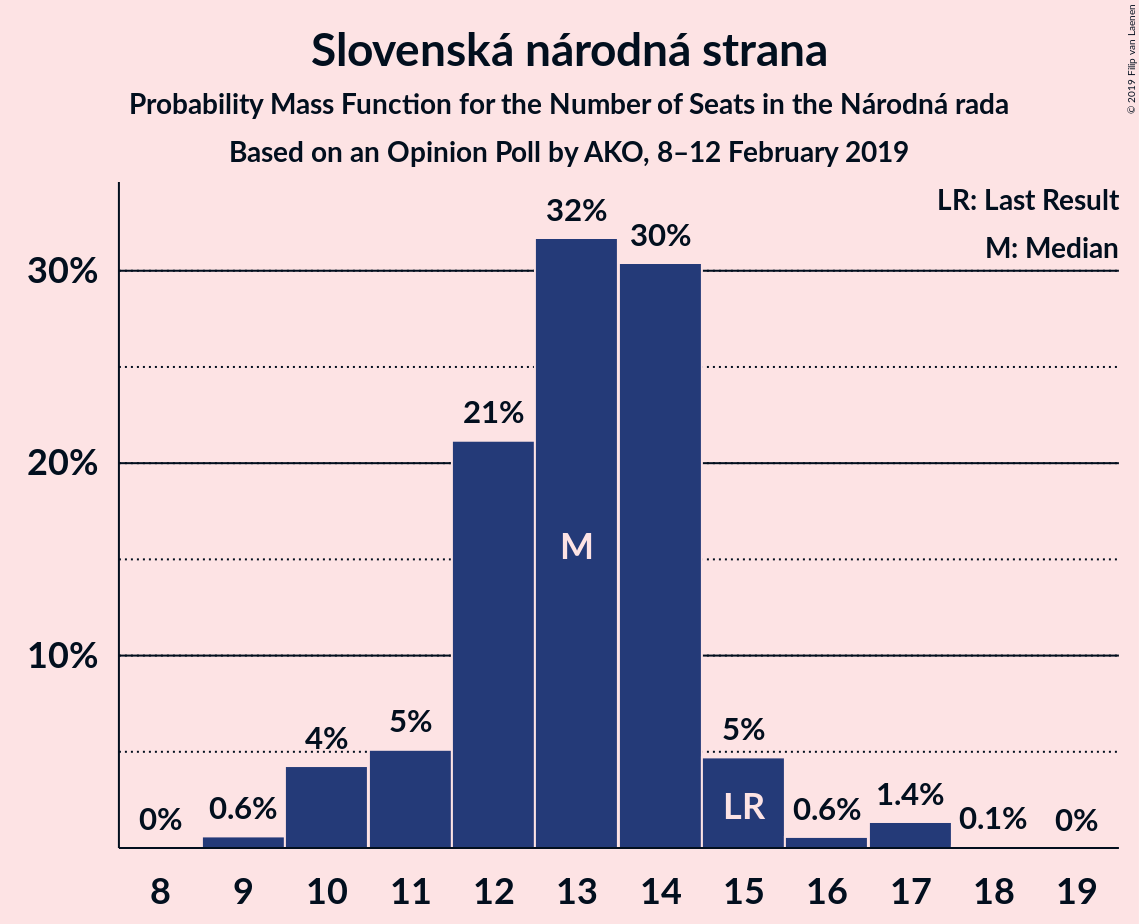 Slovenská národná strana
Probability Mass Function for the Number of Seats in the Národná rada
Based on an Opinion Poll by AKO, 8–12 February 2019
© 2019 Filip van Laenen
LR: Last Result
M: Median
30%
20%
10%
0%
0.6%
4%
5%
21%
32%
30%
5%
0.6%
1.4%
0.1%
0%
M
LR
8 9 10 11 12 13 14 15 16 17 18 19